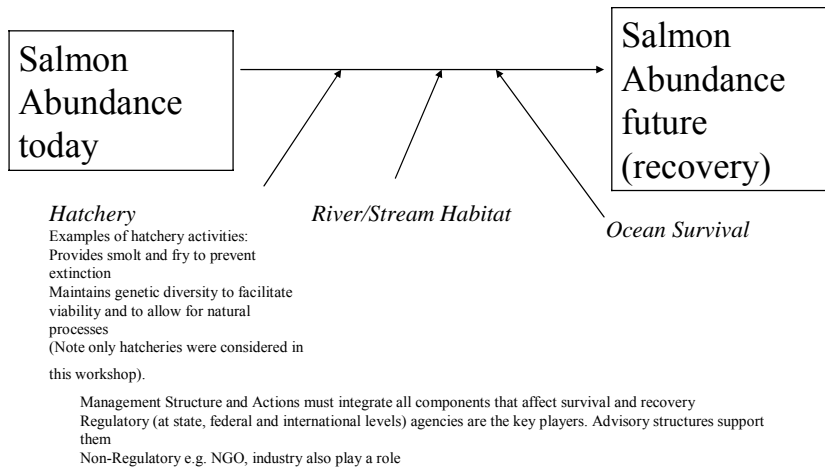 Salmon
Abundance
today
Salmon
Abundance
future
(recovery)
Hatchery
Examples of hatchery activities:
Provides smolt and fry to prevent
extinction
Maintains genetic diversity to facilitate
viability and to allow for natural
processes
(Note only hatcheries were considered in
this workshop).
River/Stream Habitat
Ocean Survival
Management Structure and Actions must integrate all components that affect survival and recovery
Regulatory (at state, federal and international levels) agencies are the key players. Advisory structures support
them
Non-Regulatory e.g. NGO, industry also play a role